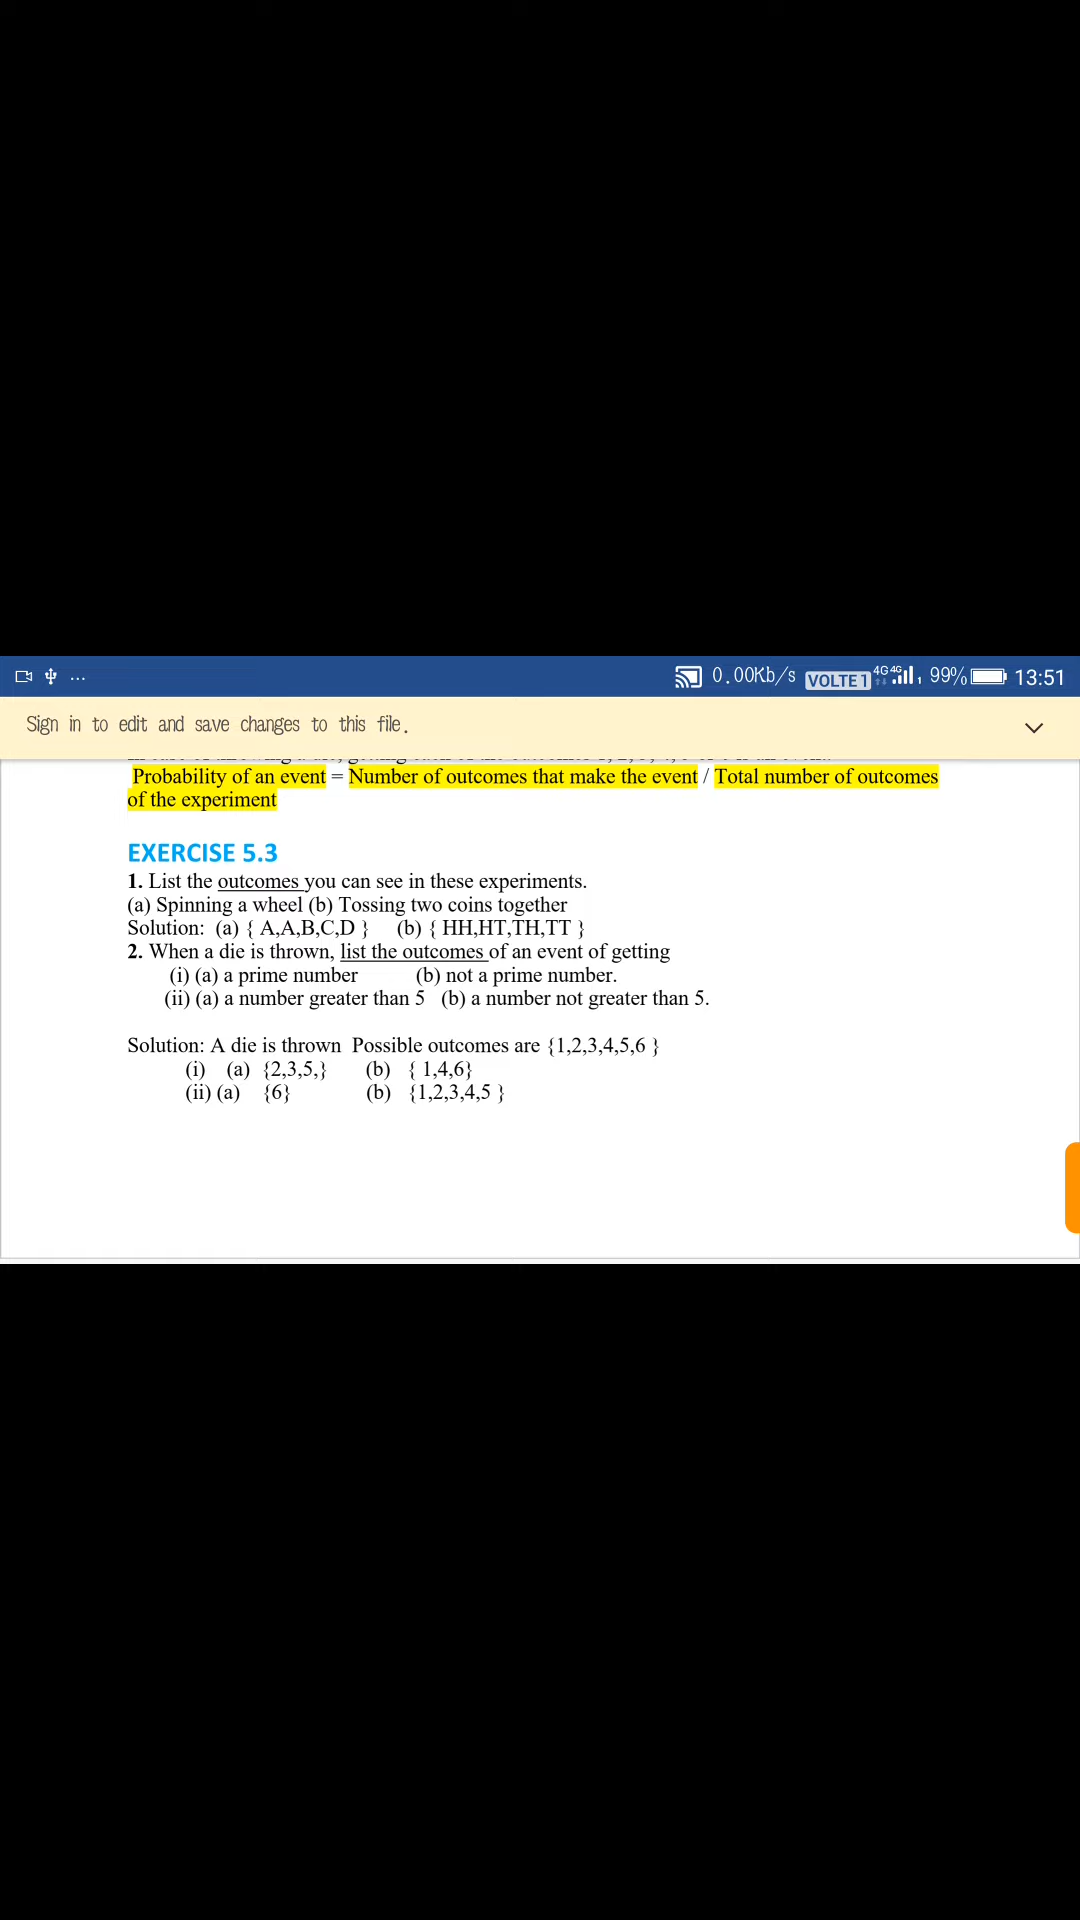 ... 0.00Kb/s VOLTE 1 4G 4G 99% 13:51
Sign in to edit and save changes to this file.
Probability of an event = Number of outcomes that make the event / Total number of outcomes
of the experiment
EXERCISE 5.3
1. List the outcomes you can see in these experiments.
(a) Spinning a wheel (b) Tossing two coins together
Solution: (a) { A,A,B,C,D } (b) { HH,HT,TH,TT }
2. When a die is thrown, list the outcomes of an event of getting
(i) (a) a prime number (b) not a prime number.
(ii) (a) a number greater than 5 (b) a number not greater than 5.
Solution: A die is thrown Possible outcomes are {1,2,3,4,5,6 }
(i) (a) {2,3,5,} (b) { 1,4,6}
(ii) (a) {6} (b) {1,2,3,4,5 }